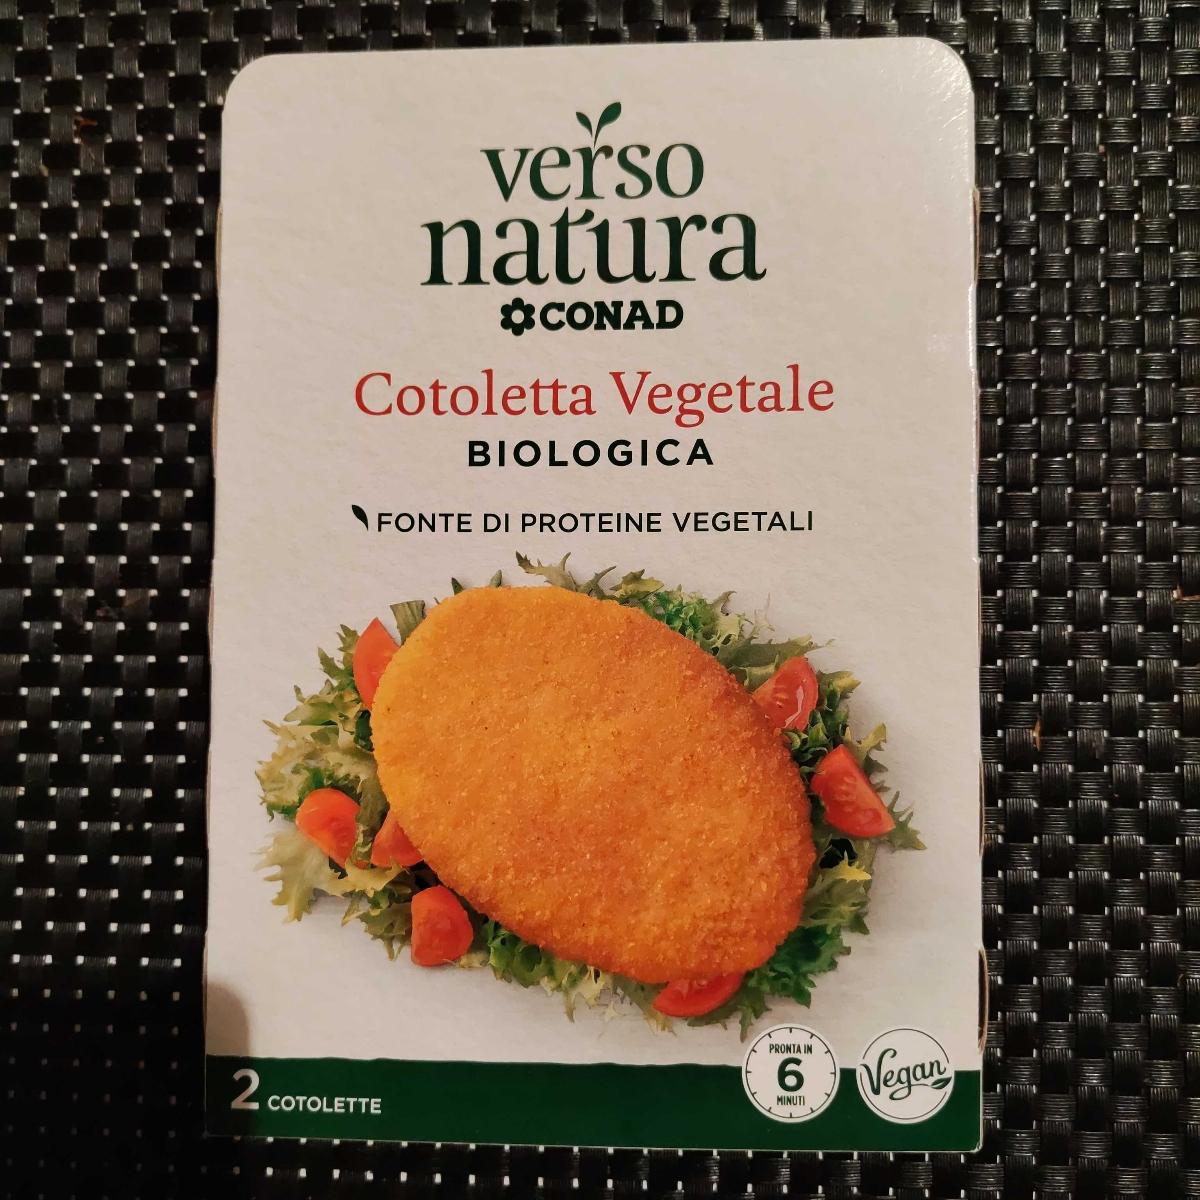 verso
natura
CONAD
Cotoletta Vegetale
BIOLOGICA
FONTE DI PROTEINE VEGETALI
2 COTOLETTE
PRONTA IN
6
MINUTI
Vegan